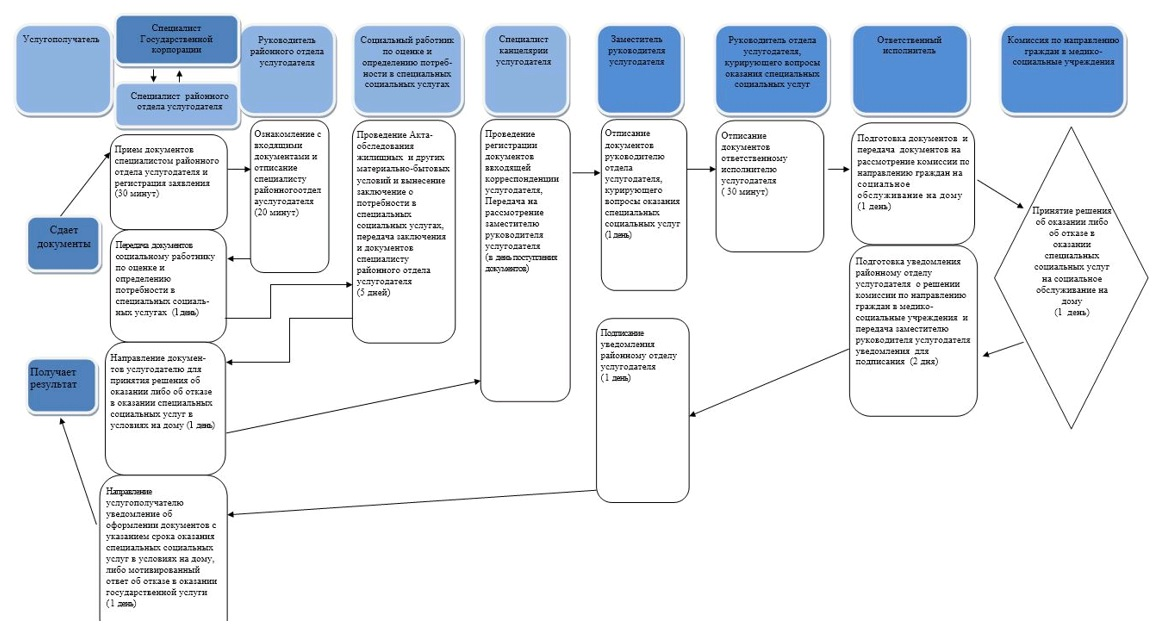 Услугополучатель
Специалист
Государственной
корпорации
Специалист районного
отдела услугодателя
Руководитель
районного отдела
услугодателя
Социальный работник
по оценке и
определению потреб-
ности в специальных
социальных услугах
Специалист
канцелярии
услугодателя
Заместитель
руководителя
услугодателя
Руководитель отдела
услугодателя,
курирующего вопросы
оказания специальных
социальных услуг
Ответственный
исполнитель
Комиссия по направлению
граждан в медико-
социальные учреждения
Сдает
документы
Получает
результат
Прием документов
специалистом районного
отдела услугодателя и
регистрация заявления
(30 минут)
Передача документов
социальному работнику
по оценке и
определению
потребности в
специальных социаль-
ных услугах (1 день)
Направление докумен-
тов услугодателю для
принятия решения об
оказании либо об отказе
в оказании специальных
социальных услуг в
условиях на дому (1 день)
Направление
услугополучателю
уведомление об
оформлении документов с
указанием срока оказания
специальных социальных
услуг в условиях на дому,
либо мотивированный
ответ об отказе в оказании
государственной услуги
(1 день)
Ознакомление с
входящими
документами и
отписание
специалисту
районногоотдел
ауслугодателя
(20 минут)
Проведение Акта-
обследования
жилищных и других
материально-бытовых
условий и вынесение
заключение о
потребности в
специальных
социальных услугах,
передача заключения
и документов
специалисту
районного отдела
услугодателя
(5 дней)
Проведение
регистрации
документов
входящей
корреспонденции
услугодателя,
Передача на
рассмотрение
заместителю
руководителя
услугодателя
(в день поступления
документов)
Отписание
документов
руководителю
отдела
услугодателя,
курирующего
вопросы оказания
специальных
социальных услуг
(1 день)
Подписание
уведомления
районному отделу
услугодателя
(1 день)
Отписание
документов
ответственному
исполнителю
услугодателя
( 30 минут)
Подготовка документов и
передача документов на
рассмотрение комиссии по
направлению граждан на
социальное
обслуживание на дому
(1 день)
Подготовка уведомления
районному отделу
услугодателя о решении
комиссии по направлению
граждан в медико-
социальные учреждения и
передача заместителю
руководителя услугодателя
уведомления для
подписания (2 дня)
Принятие решения
об оказании либо
об отказе в
оказании
специальных
социальных услуг
на социальное
обслуживание на
дому
(1 день)